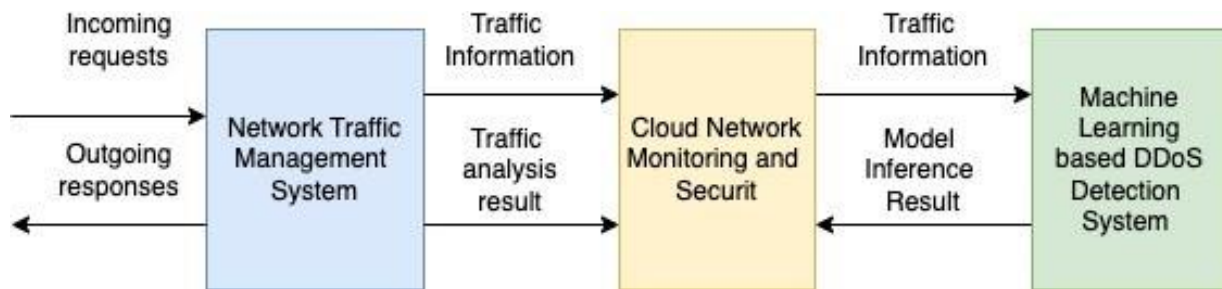 Incoming
requests
Outgoing
responses
Network Traffic
Management
System
Traffic
Information
Traffic
analysis
result
Cloud Network
Monitoring and
Securit
Traffic
Information
Model
Inference
Result
Machine
Learning
based DDoS
Detection
System